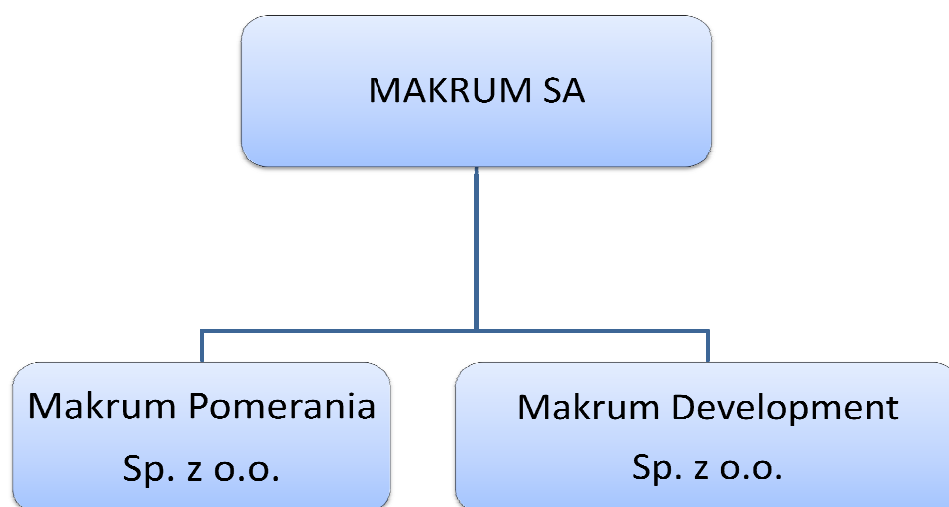 MAKRUM SA
Makrum Pomerania
Sp. z o.o.
Makrum Development
Sp. z o.o.